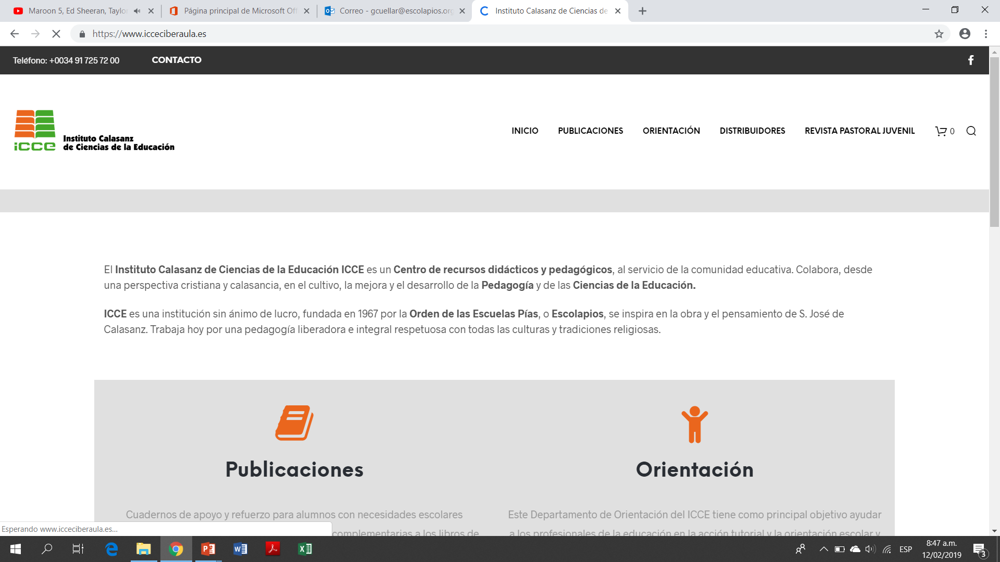 Maroon 5, Ed Sheeran, Taylor
Página principal de Microsoft Off
Correo - gcuellar@escolapios.org
Instituto Calasanz de Ciencias de
https://www.icceciberaula.es
Teléfono: +0034 91 725 72 00
CONTACTO
icce
Instituto Calasanz
de Ciencias de la Educación
INICIO
PUBLICACIONES
ORIENTACIÓN
DISTRIBUIDORES
REVISTA PASTORAL JUVENIL
0
El Instituto Calasanz de Ciencias de la Educación ICCE es un Centro de recursos didácticos y pedagógicos, al servicio de la comunidad educativa. Colabora, desde
una perspectiva cristiana y calasancia, en el cultivo, la mejora y el desarrollo de la Pedagogía y de las Ciencias de la Educación.
ICCE es una institución sin ánimo de lucro, fundada en 1967 por la Orden de las Escuelas Pías, o Escolapios, se inspira en la obra y el pensamiento de S. José de
Calasanz. Trabaja hoy por una pedagogía liberadora e integral respetuosa con todas las culturas y tradiciones religiosas.
Publicaciones
Cuadernos de apoyo y refuerzo para alumnos con necesidades escolares
complementarias a los libros de
Orientación
Este Departamento de Orientación del ICCE tiene como principal objetivo ayudar
a los profesionales de la educación en la acción tutorial y la orientación escolar y
Esperando www.icceciberaula.es...
ESP
8:47 a.m.
12/02/2019
3